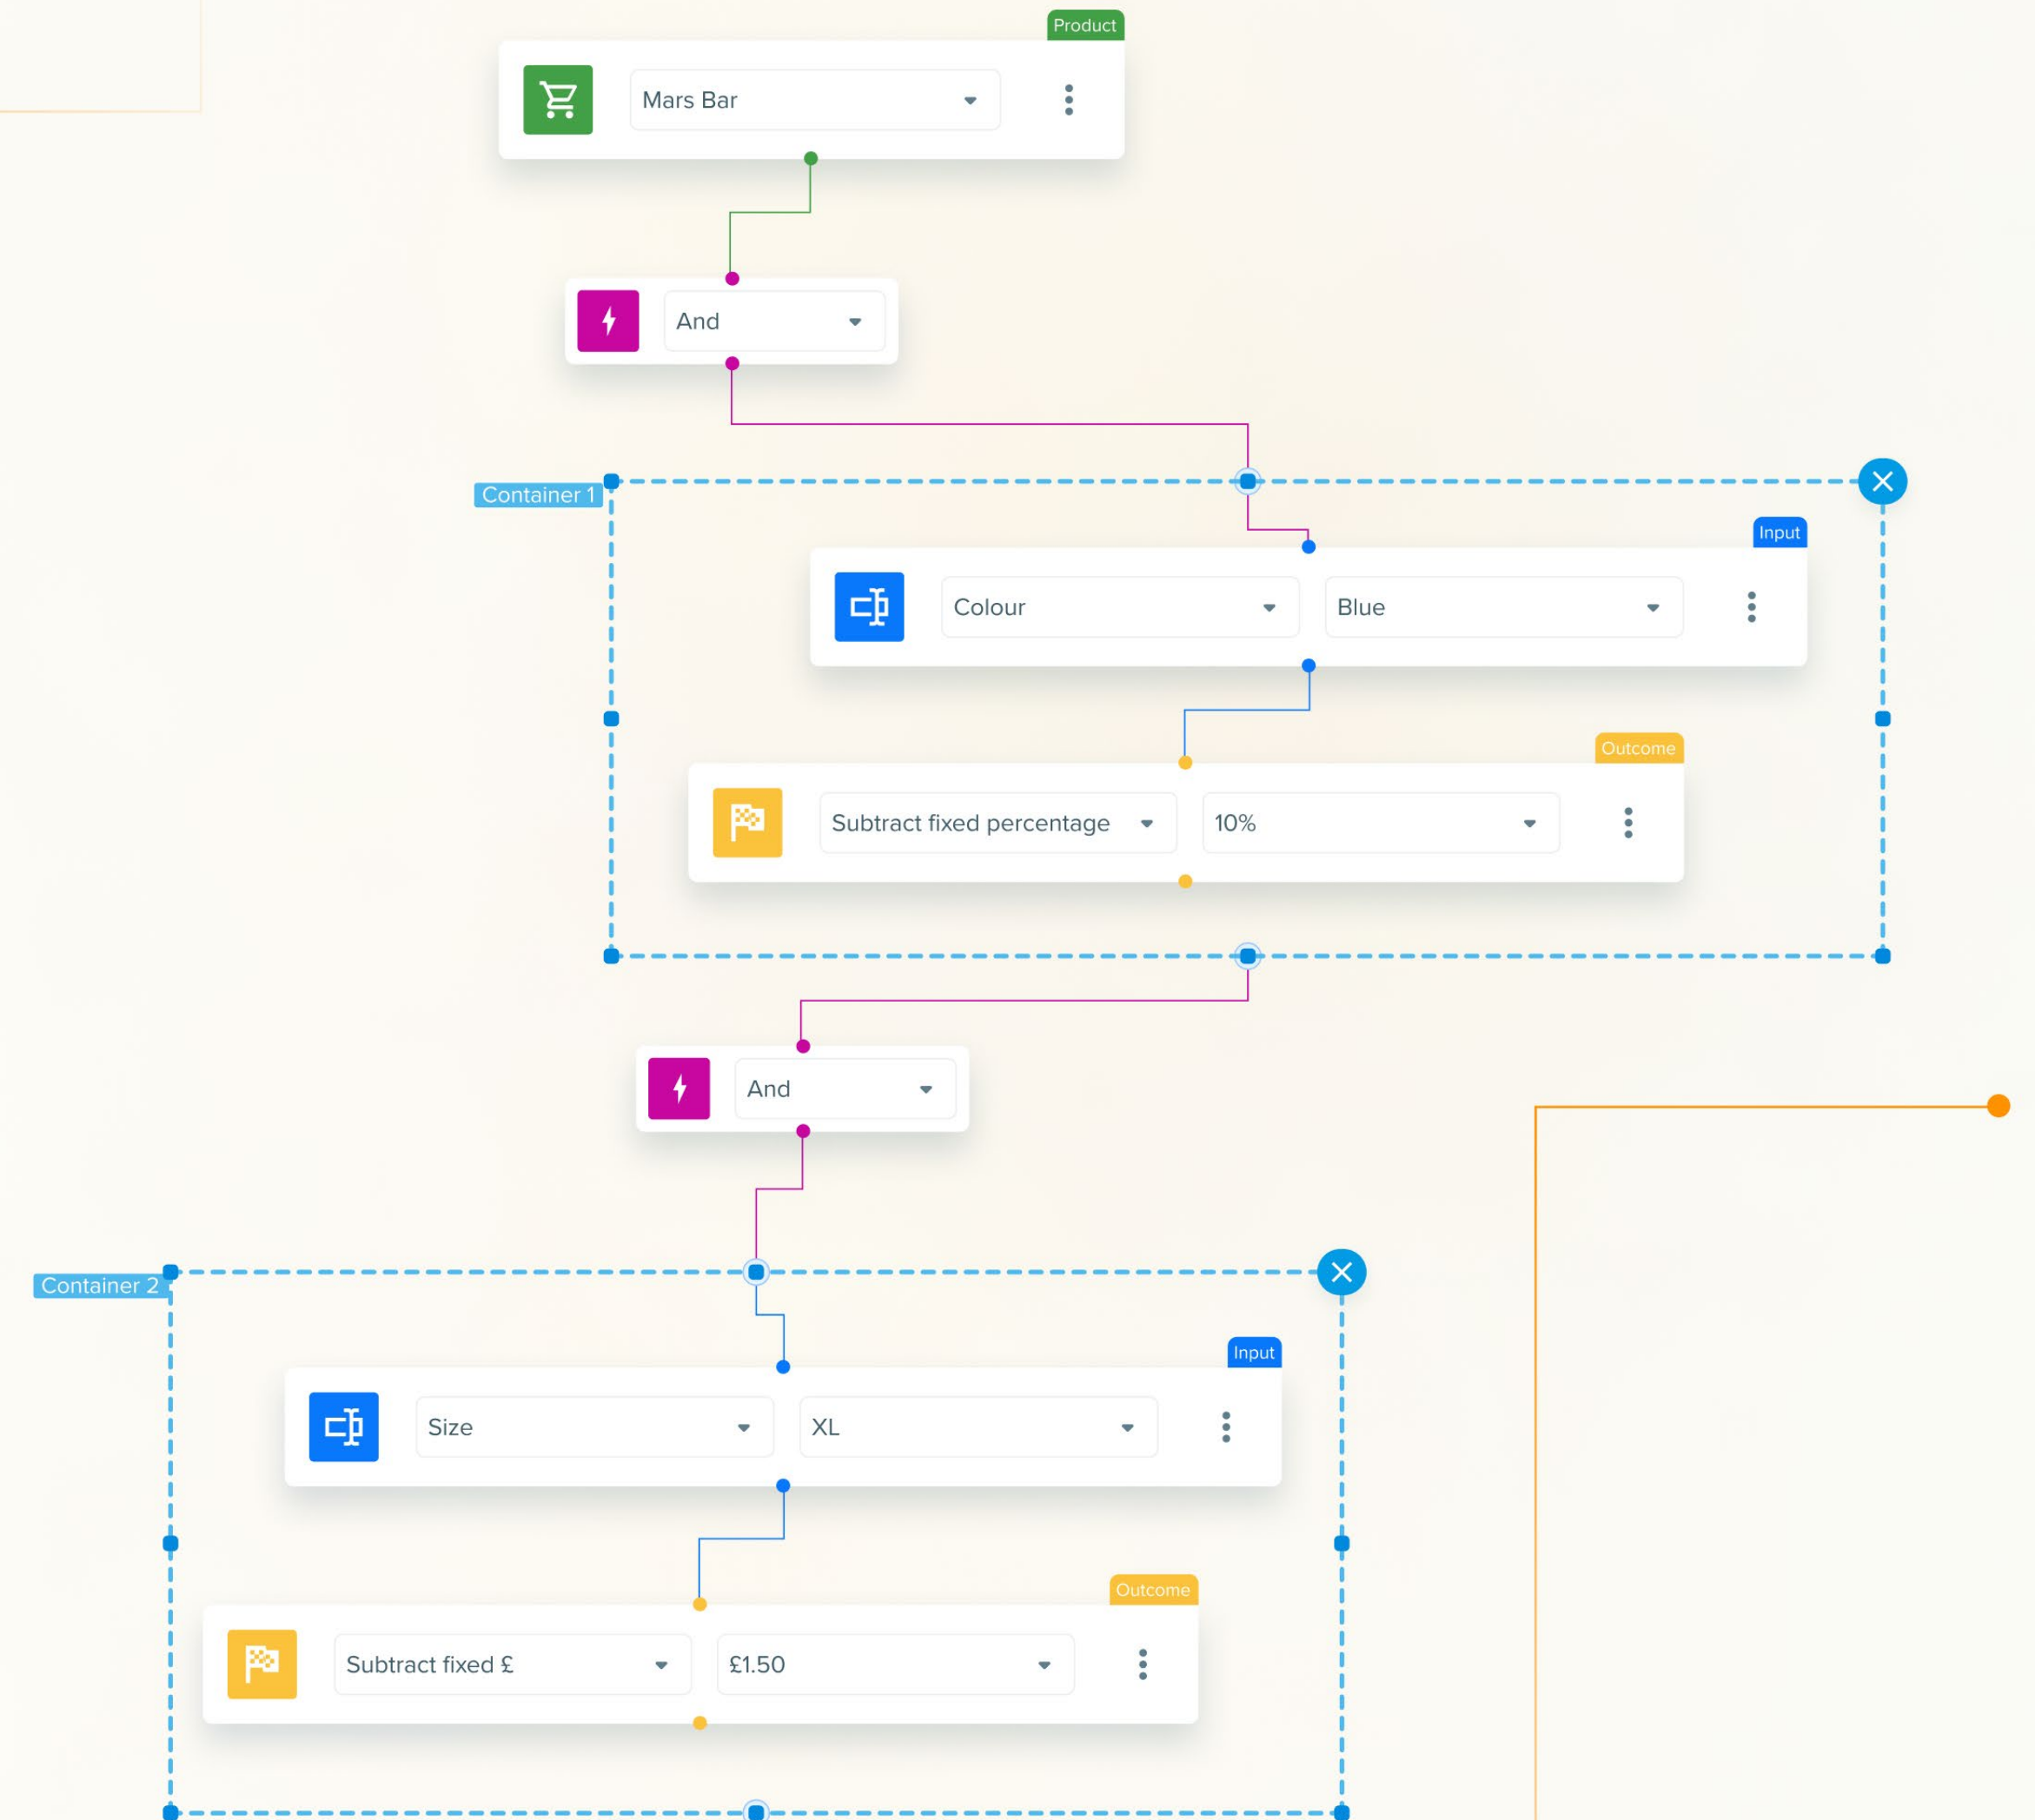 Product
Mars Bar
And
Container 1
Input
Colour
Blue
Outcome
Subtract fixed percentage
10%
And
Container 2
Input
Size
XL
Outcome
Subtract fixed £
£1.50